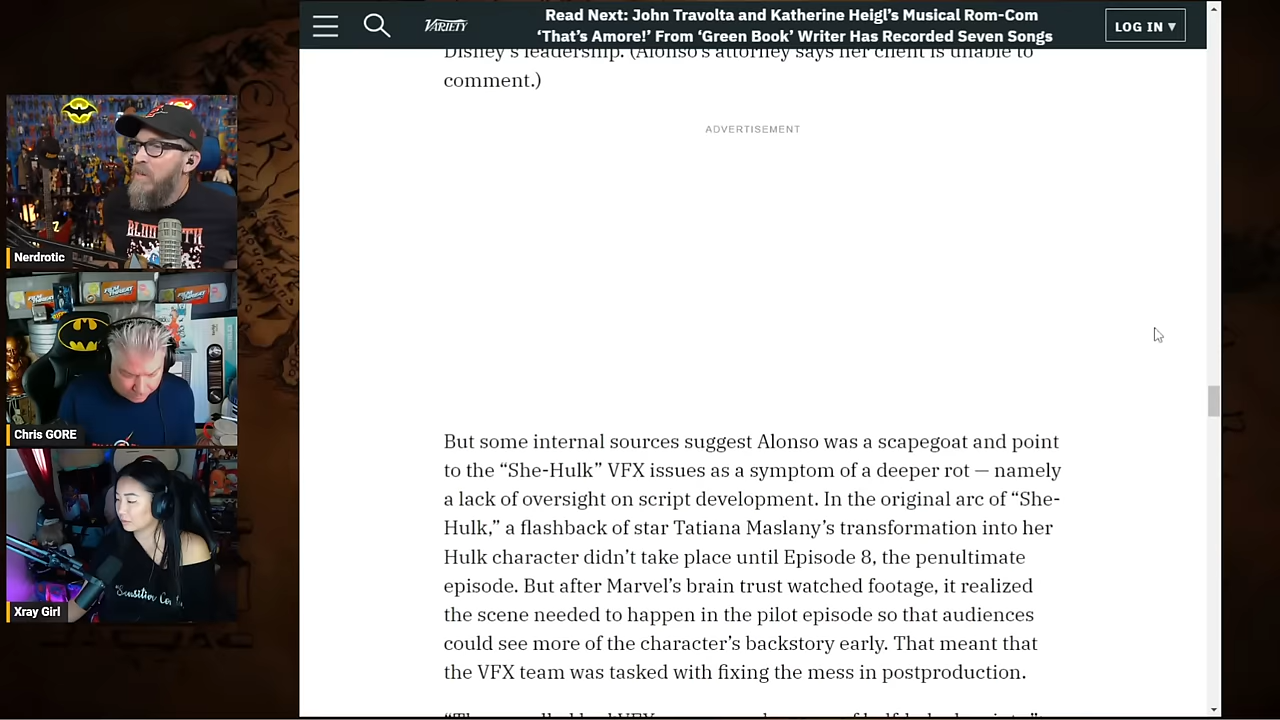 VARIETY
Read Next: John Travolta and Katherine Heigl's Musical Rom-Com
'That's Amore!' From 'Green Book' Writer Has Recorded Seven Songs
LOG IN ▾
Disney's leadership. (Alonso's attorney says her client is unable to
comment.)
ADVERTISEMENT
Nerdrotic
Chris GORE
Xray Girl
But some internal sources suggest Alonso was a scapegoat and point
to the “She-Hulk” VFX issues as a symptom of a deeper rot — namely
a lack of oversight on script development. In the original arc of “She-
Hulk,” a flashback of star Tatiana Maslany’s transformation into her
Hulk character didn’t take place until Episode 8, the penultimate
episode. But after Marvel’s brain trust watched footage, it realized
the scene needed to happen in the pilot episode so that audiences
could see more of the character’s backstory early. That meant that
the VFX team was tasked with fixing the mess in postproduction.